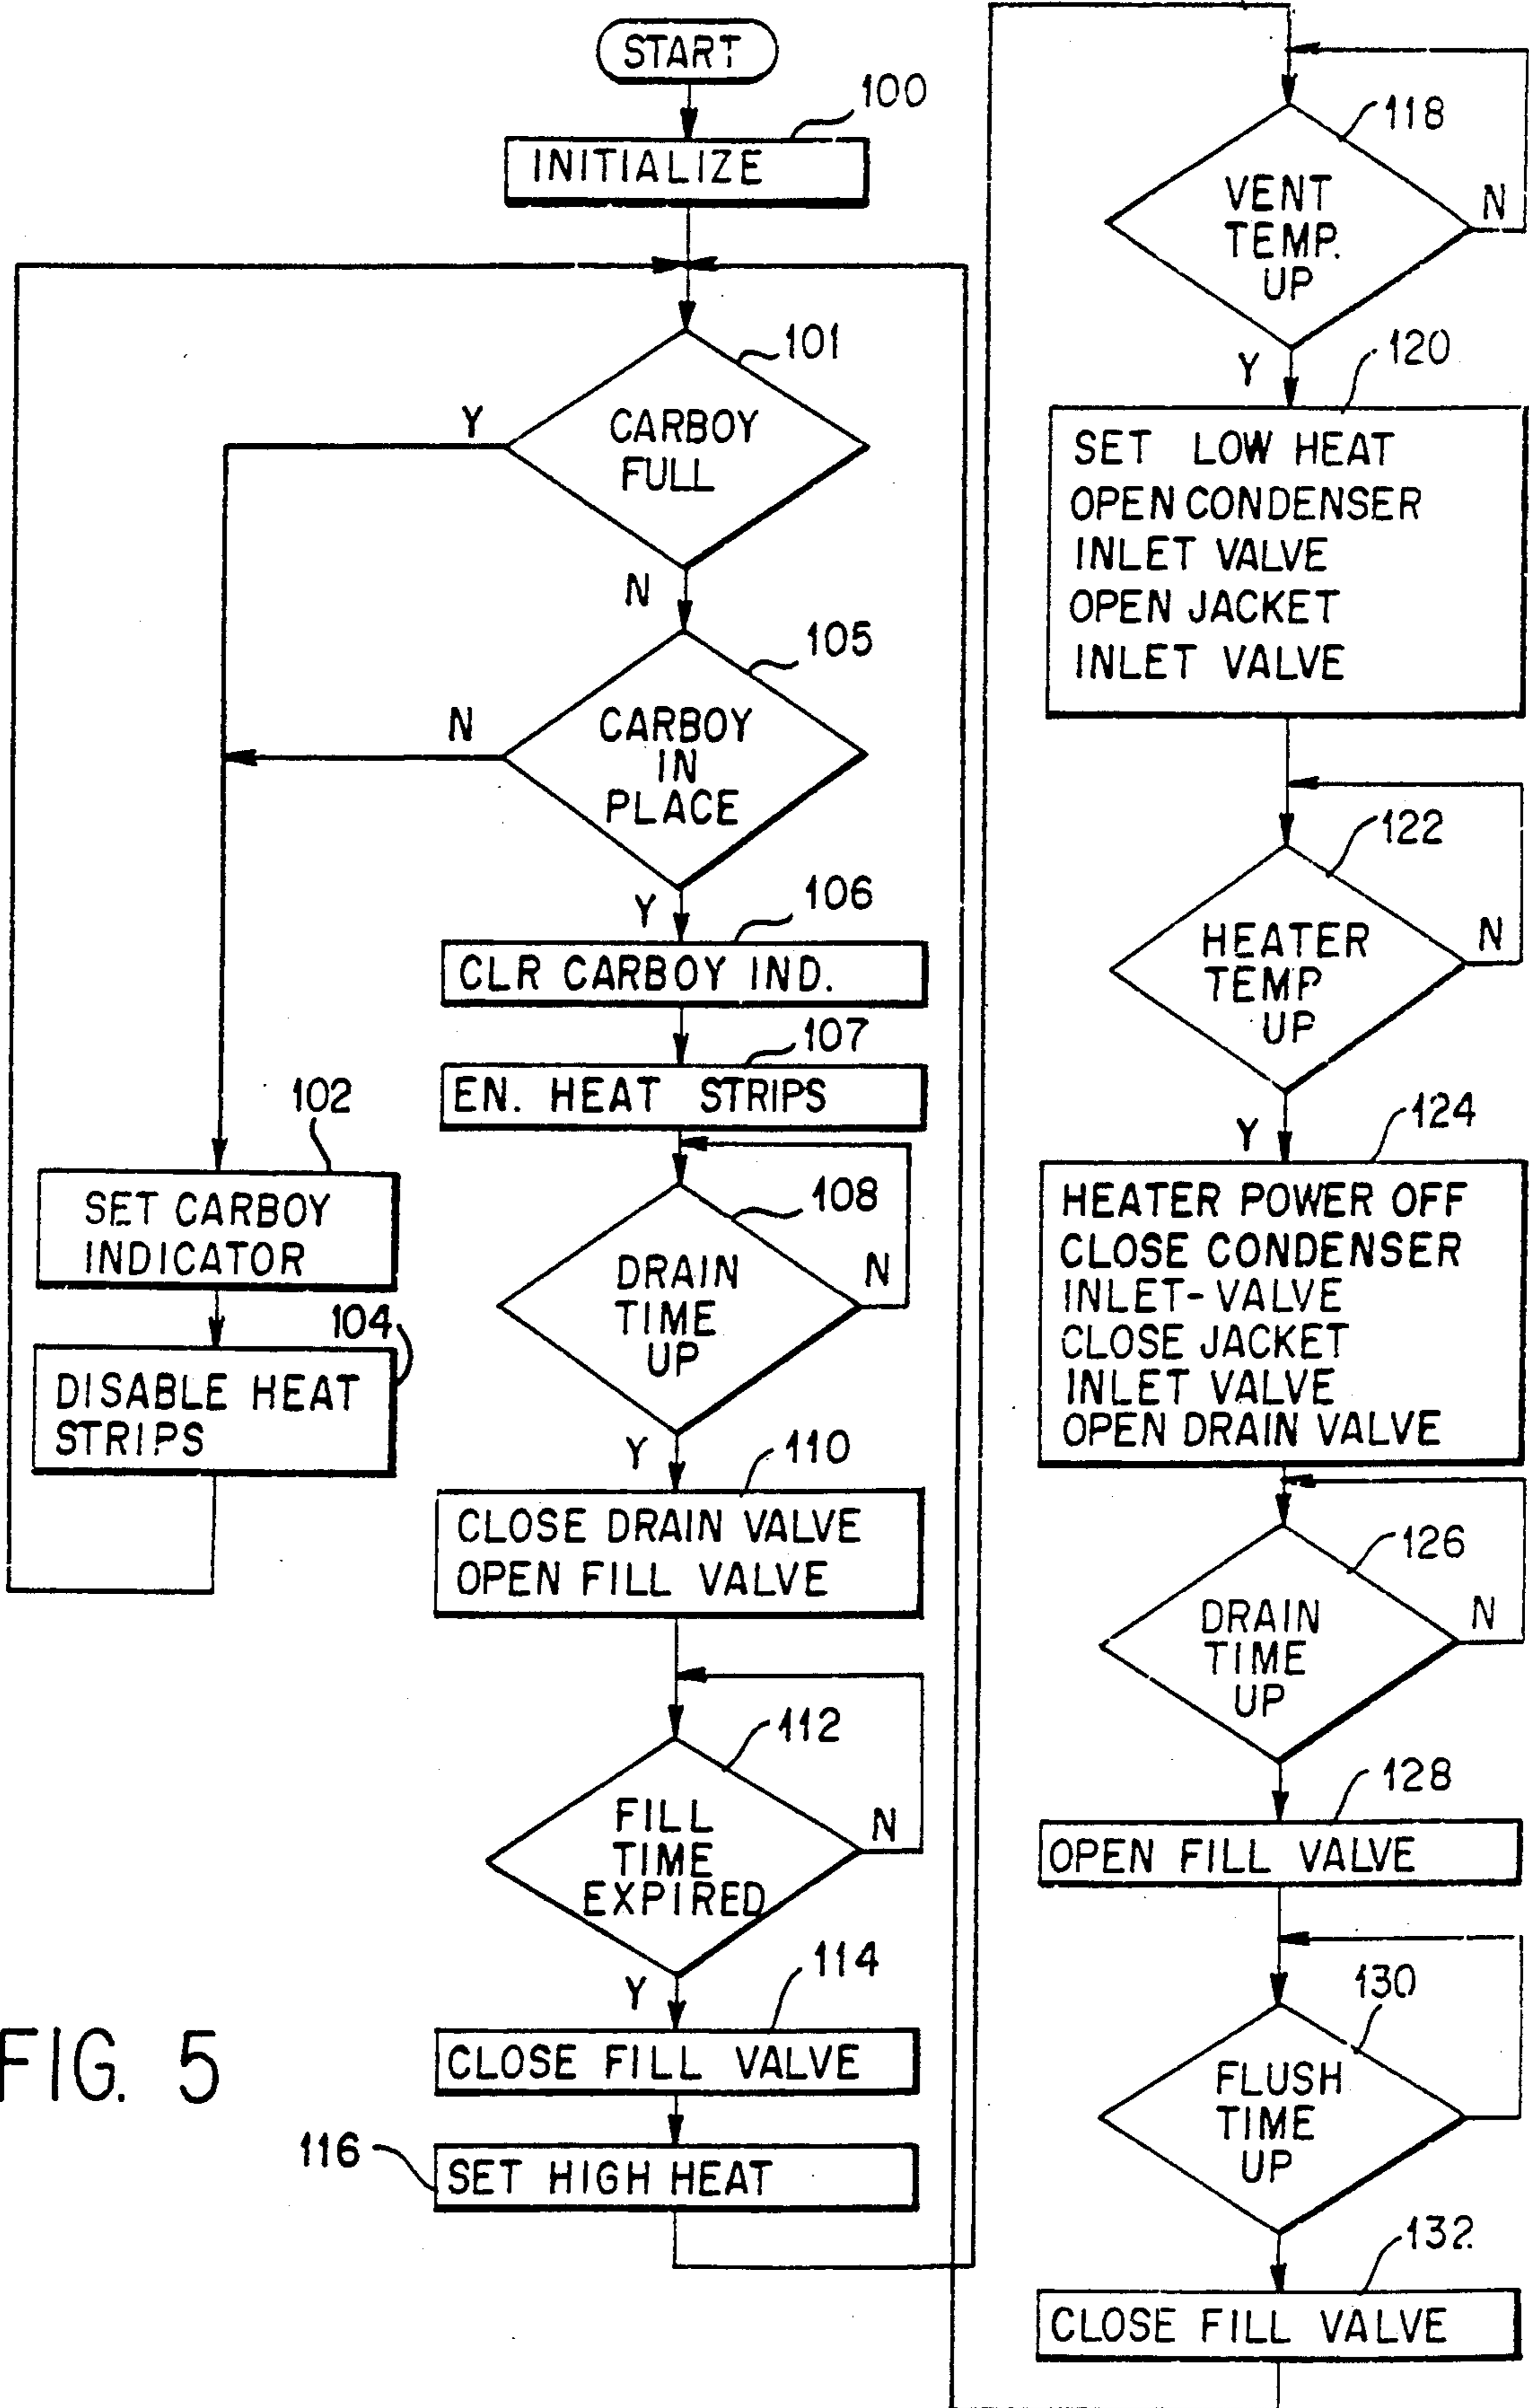 START
100
INITIALIZE
101
CARBOY
FULL
Y
N
105
CARBOY
IN
PLACE
N
Y
106
CLR CARBOY IND.
107
EN. HEAT STRIPS
102
SET CARBOY
INDICATOR
104
DISABLE HEAT
STRIPS
108
DRAIN
TIME
UP
N
Y
110
CLOSE DRAIN VALVE
OPEN FILL VALVE
112
FILL
TIME
EXPIRED
N
Y
114
CLOSE FILL VALVE
116
SET HIGH HEAT
118
VENT
TEMP.
UP
N
Y
120
SET LOW HEAT
OPEN CONDENSER
INLET VALVE
OPEN JACKET
INLET VALVE
122
HEATER
TEMP
UP
N
Y
124
HEATER POWER OFF
CLOSE CONDENSER
INLET-VALVE
CLOSE JACKET
INLET VALVE
OPEN DRAIN VALVE
126
DRAIN
TIME
UP
N
128
OPEN FILL VALVE
130
FLUSH
TIME
UP
132
CLOSE FILL VALVE
FIG. 5